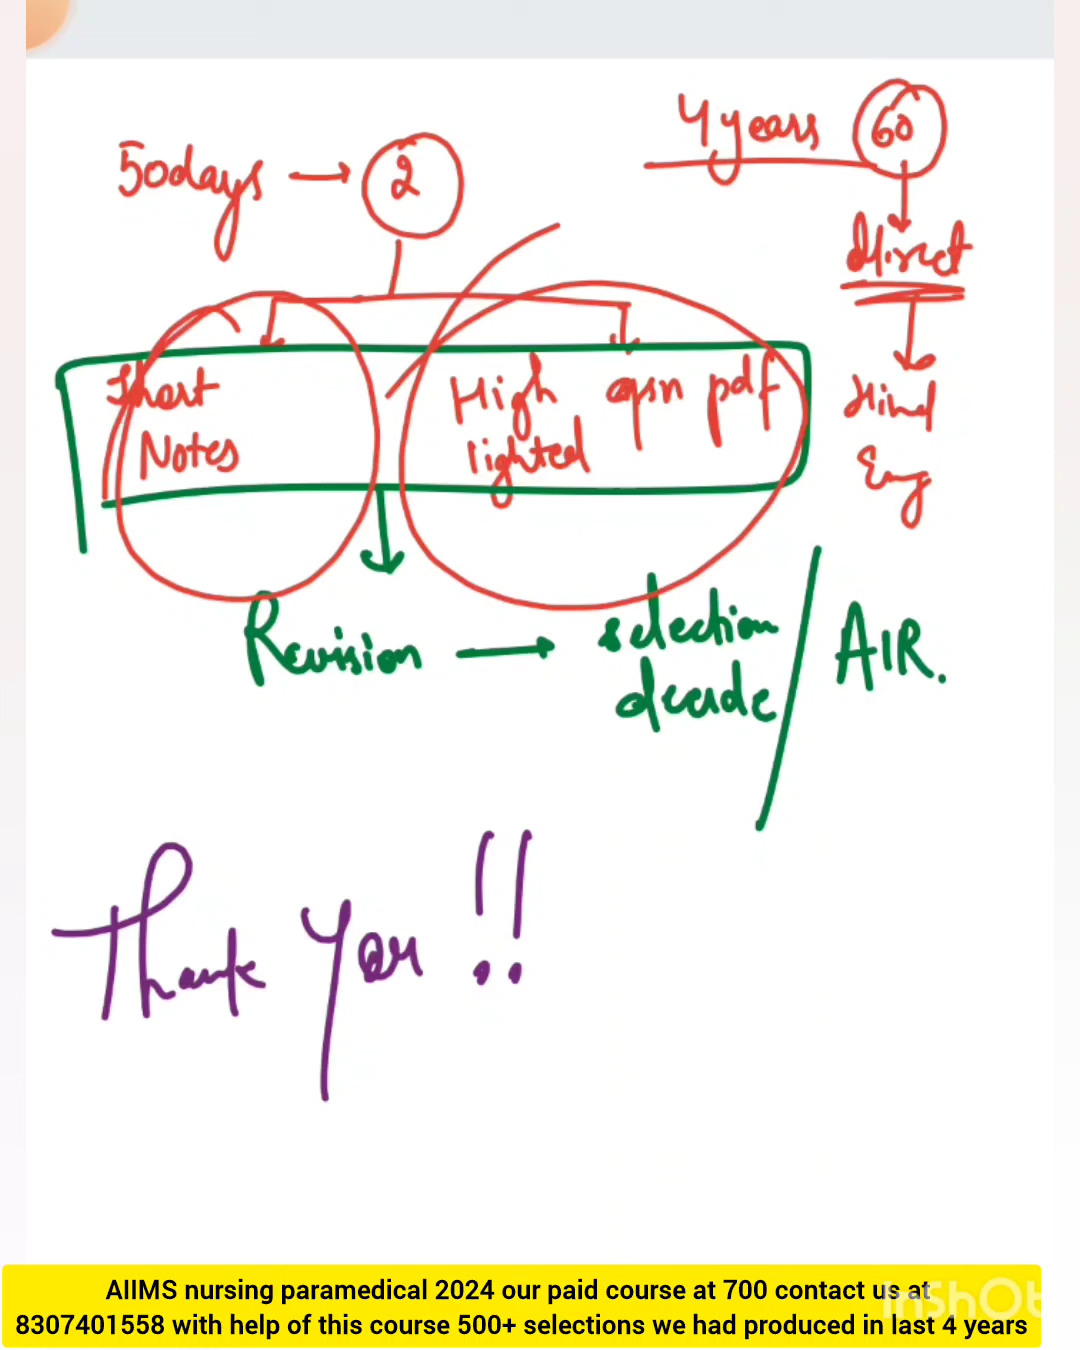 4 years 60
50days → 2
Direct
Short
Notes
High qsn pdf
lighted
Hind
Eng
Revision → selection
decide
/ AIR.
Thank You !!
AIIMS nursing paramedical 2024 our paid course at 700 contact us at
8307401558 with help of this course 500+ selections we had produced in last 4 years
InShOt